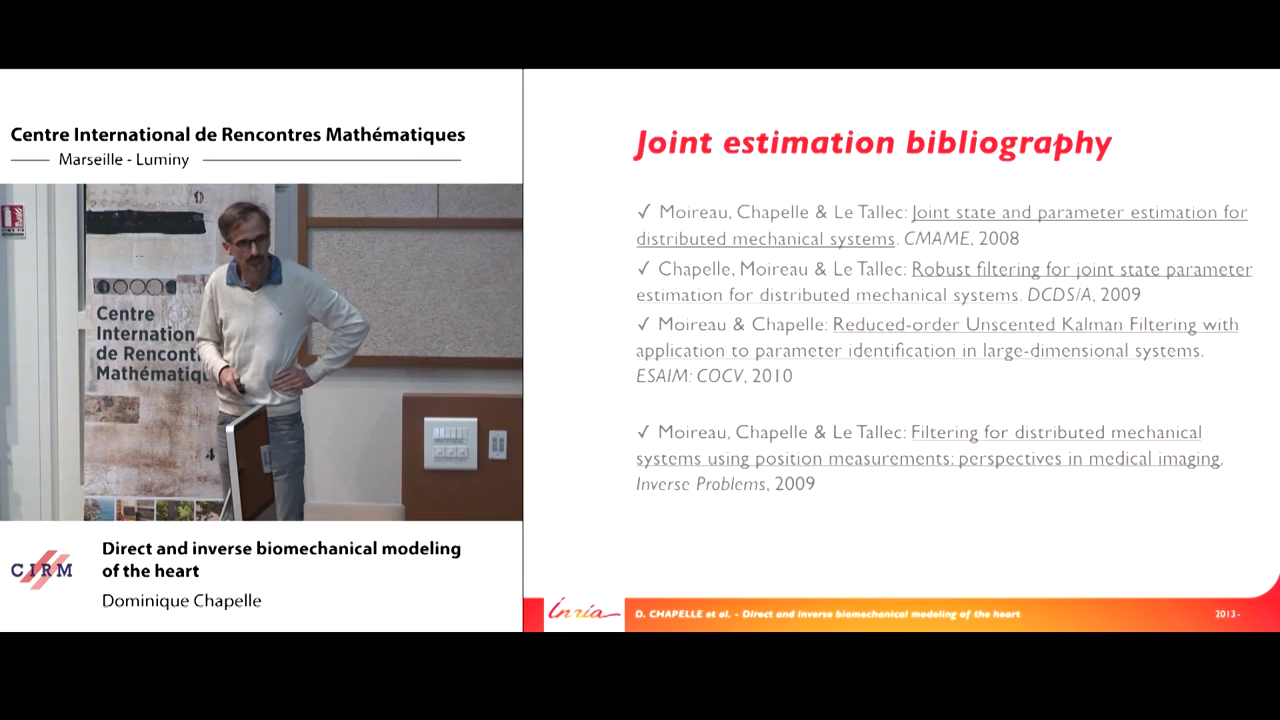 Centre International de Rencontres Mathématiques
Marseille - Luminy
Centre
Internation
de Rencont
Mathématiqu
CIRM
Direct and inverse biomechanical modeling
of the heart
Dominique Chapelle
Joint estimation bibliography
✓ Moireau, Chapelle & Le Tallec: Joint state and parameter estimation for
distributed mechanical systems. CMAME, 2008
✓ Chapelle, Moireau & Le Tallec: Robust filtering for joint state parameter
estimation for distributed mechanical systems. DCDS/A, 2009
✓ Moireau & Chapelle: Reduced-order Unscented Kalman Filtering with
application to parameter identification in large-dimensional systems.
ESAIM: COCV, 2010
✓ Moireau, Chapelle & Le Tallec: Filtering for distributed mechanical
systems using position measurements: perspectives in medical imaging,
Inverse Problems, 2009
Inria
D. CHAPELLE et al. - Direct and inverse biomechanical modeling of the heart
2013-